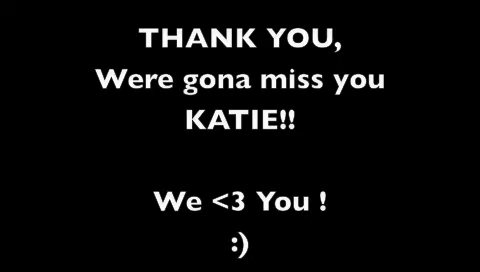 THANK YOU,
Were gona miss you
KATIE!!
We <3 You !
:)